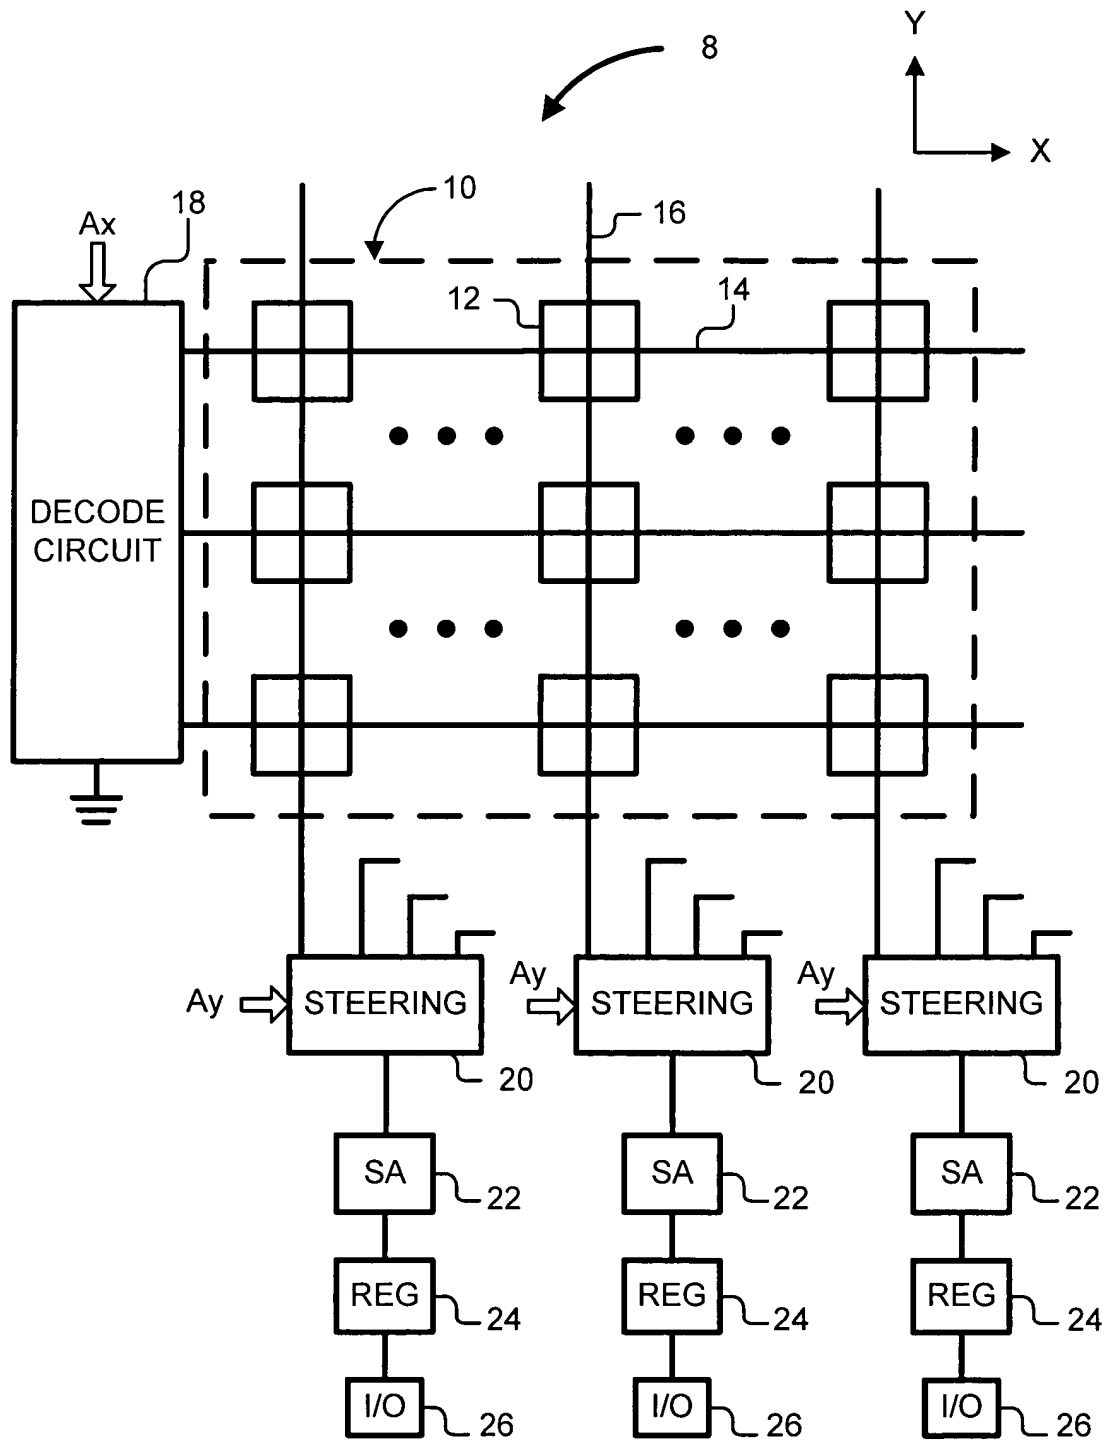 Y
8
X
10
18
16
Ax
12
14
DECODE
CIRCUIT
Ay
STEERING
Ay
STEERING
Ay
STEERING
20
20
20
SA
22
SA
22
SA
22
REG
24
REG
24
REG
24
I/O
26
I/O
26
I/O
26